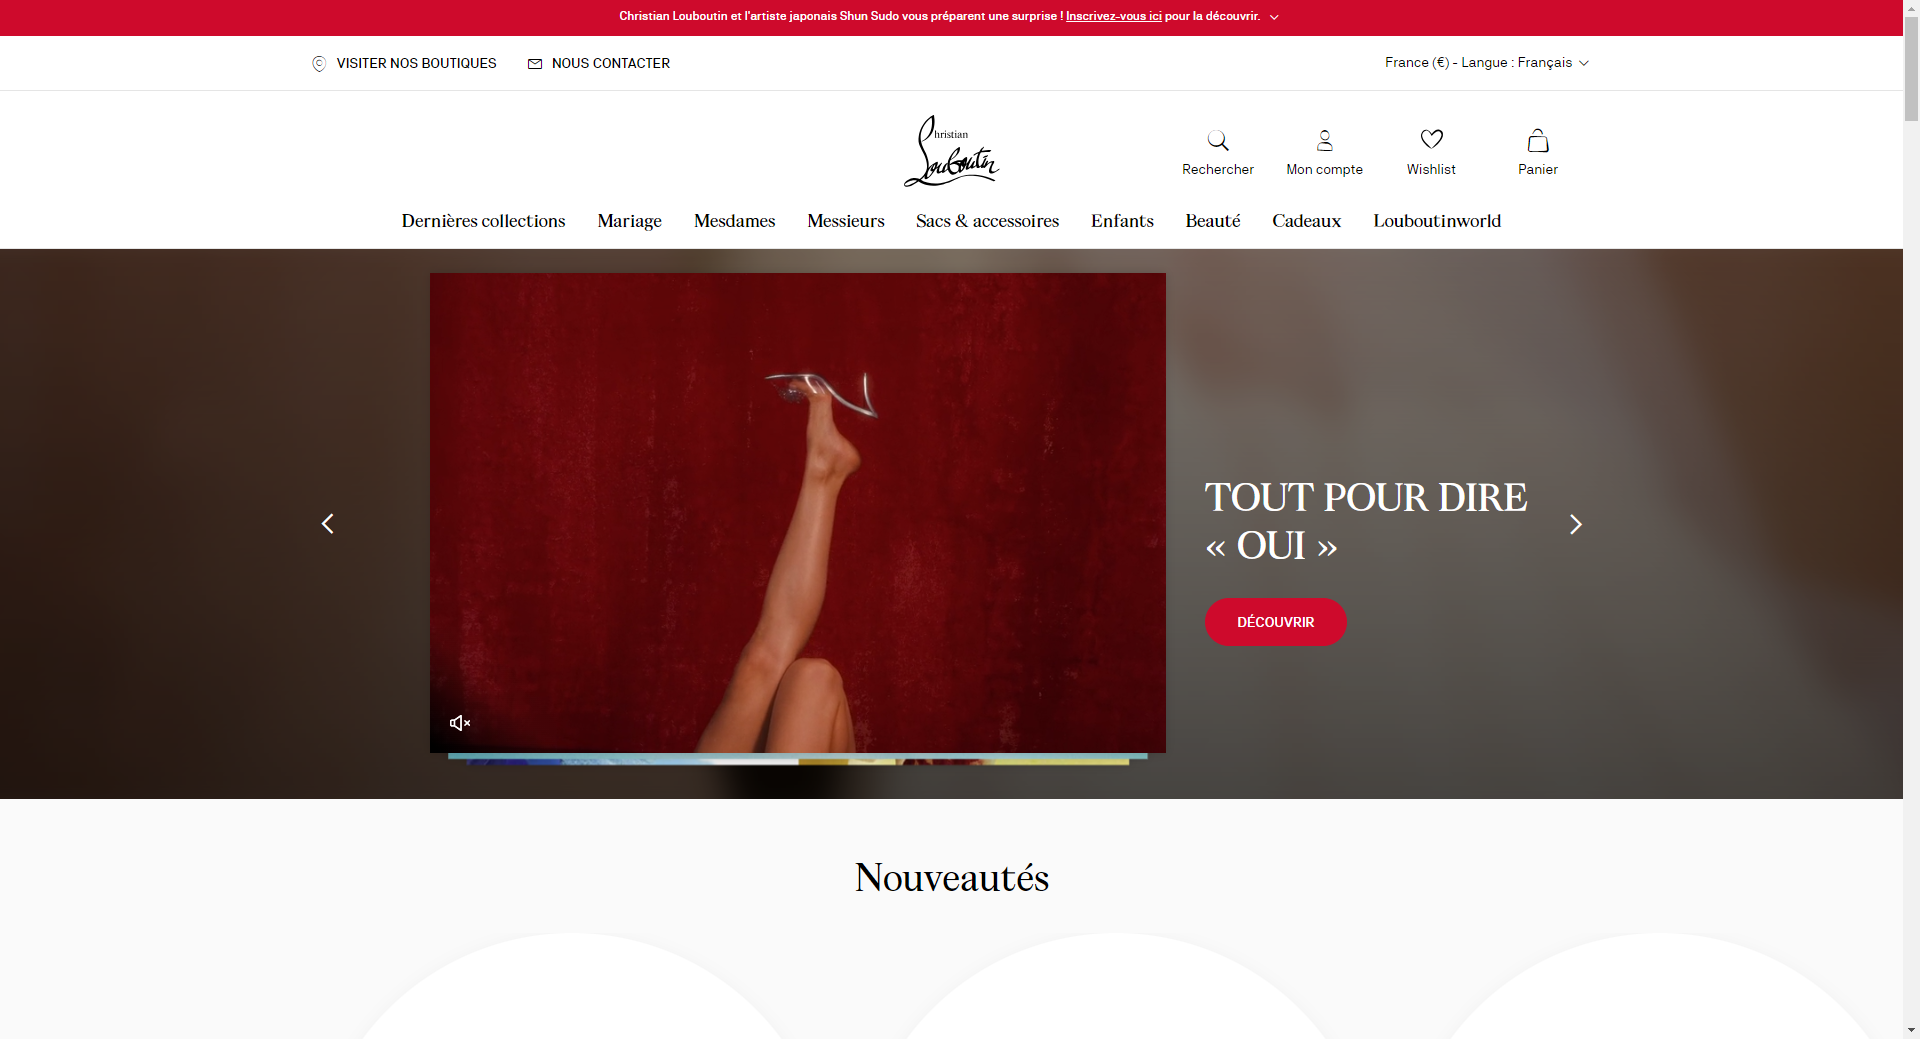 Christian Louboutin et l'artiste japonais Shun Sudo vous préparent une surprise ! Inscrivez-vous ici pour la découvrir.
VISITER NOS BOUTIQUES
NOUS CONTACTER
France (€) - Langue : Français
Christian
Louboutin
Rechercher
Mon compte
Wishlist
Panier
Dernières collections
Mariage
Mesdames
Messieurs
Sacs & accessoires
Enfants
Beauté
Cadeaux
Louboutinworld
TOUT POUR DIRE
« OUI »
DÉCOUVRIR
Nouveautés